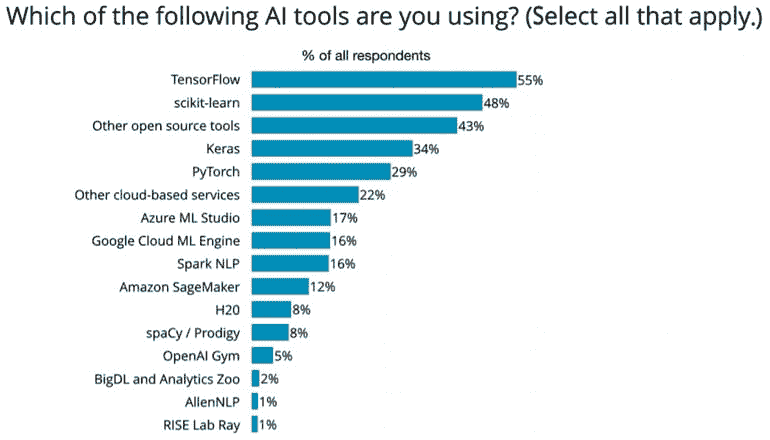 Which of the following AI tools are you using? (Select all that apply.)
% of all respondents
TensorFlow 55%
scikit-learn 48%
Other open source tools 43%
Keras 34%
PyTorch 29%
Other cloud-based services 22%
Azure ML Studio 17%
Google Cloud ML Engine 16%
Spark NLP 16%
Amazon SageMaker 12%
H20 8%
spaCy / Prodigy 8%
OpenAI Gym 5%
BigDL and Analytics Zoo 2%
AllenNLP 1%
RISE Lab Ray 1%